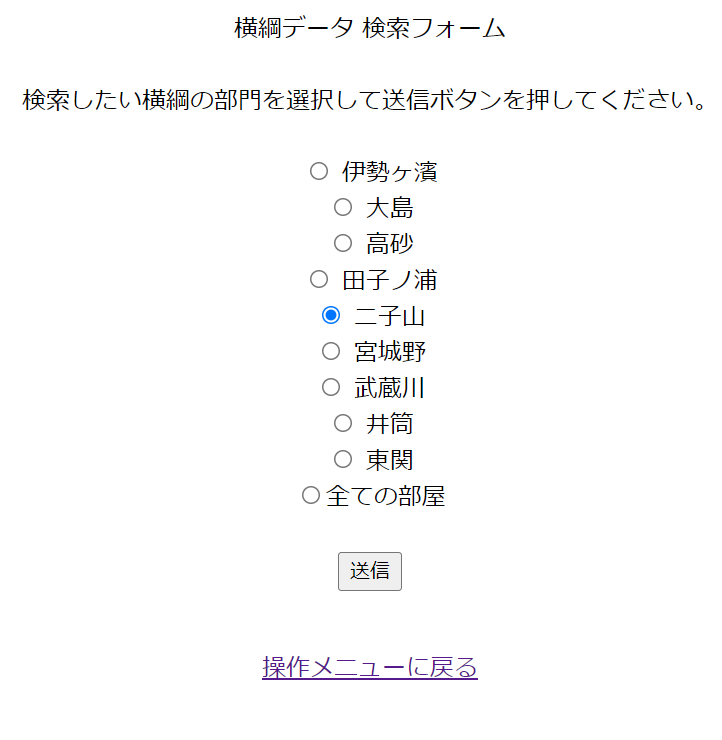 横綱データ 検索フォーム
検索したい横綱の部門を選択して送信ボタンを押してください。
伊勢ヶ濱
大島
高砂
田子ノ浦
二子山
宮城野
武蔵川
井筒
東関
全ての部屋
送信
操作メニューに戻る